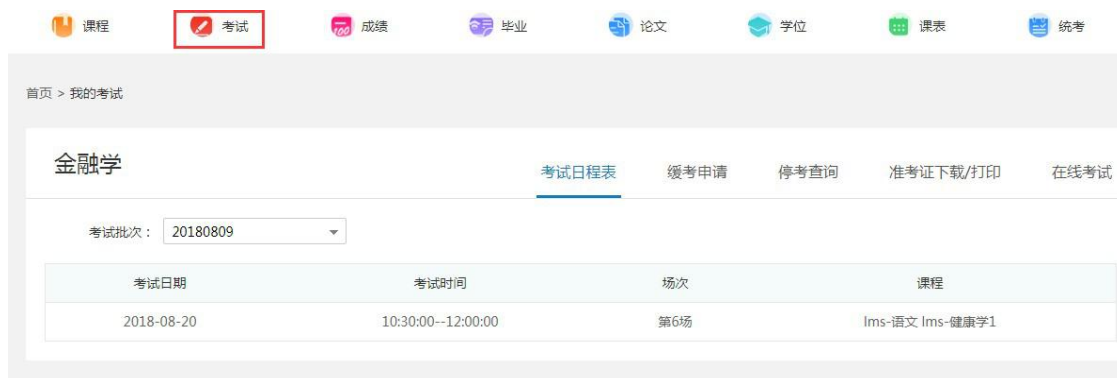 课程 考试 100 成绩 毕业 论文 学位 课表 统考
首页 > 我的考试
金融学 考试日程表 缓考申请 停考查询 准考证下载/打印 在线考试
考试批次： 20180809
考试日期 考试时间 场次 课程
2018-08-20 10:30:00--12:00:00 第6场 lms-语文 lms-健康学1